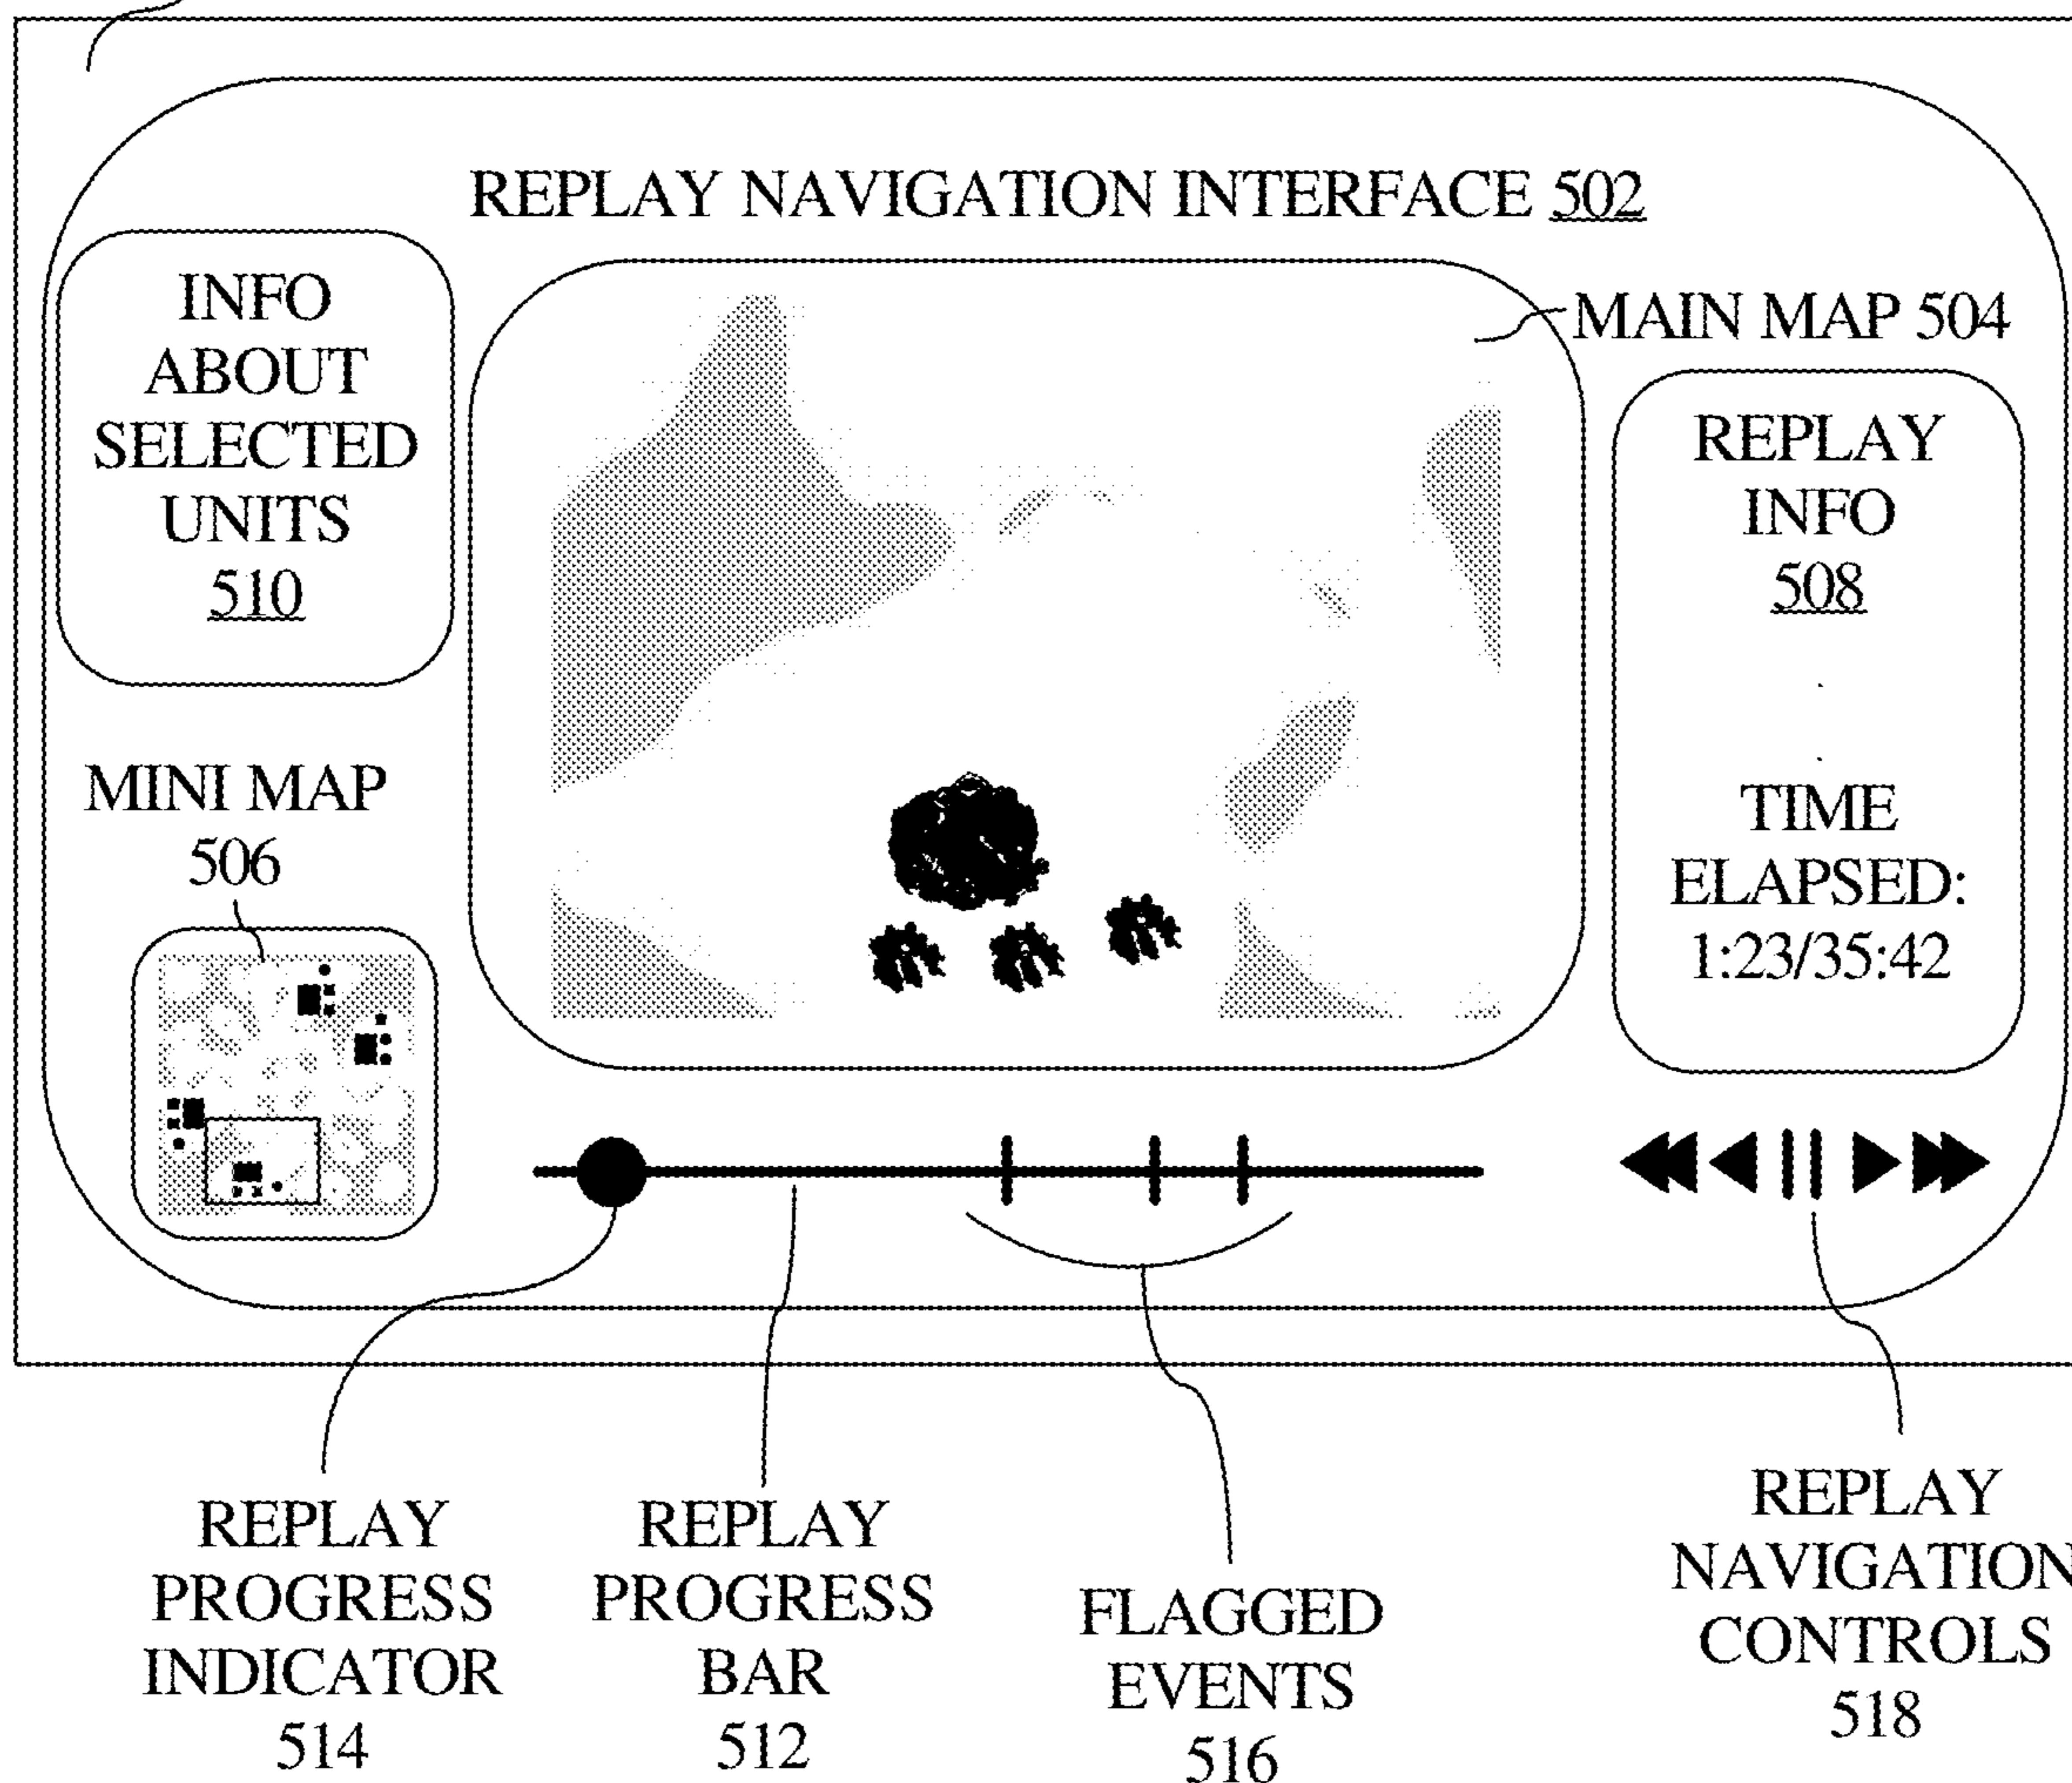 REPLAY NAVIGATION INTERFACE 502
INFO
ABOUT
SELECTED
UNITS
510
MAIN MAP 504
REPLAY
INFO
508
TIME
ELAPSED:
1:23/35:42
MINI MAP
506
REPLAY
PROGRESS
INDICATOR
514
REPLAY
PROGRESS
BAR
512
FLAGGED
EVENTS
516
REPLAY
NAVIGATION
CONTROLS
518